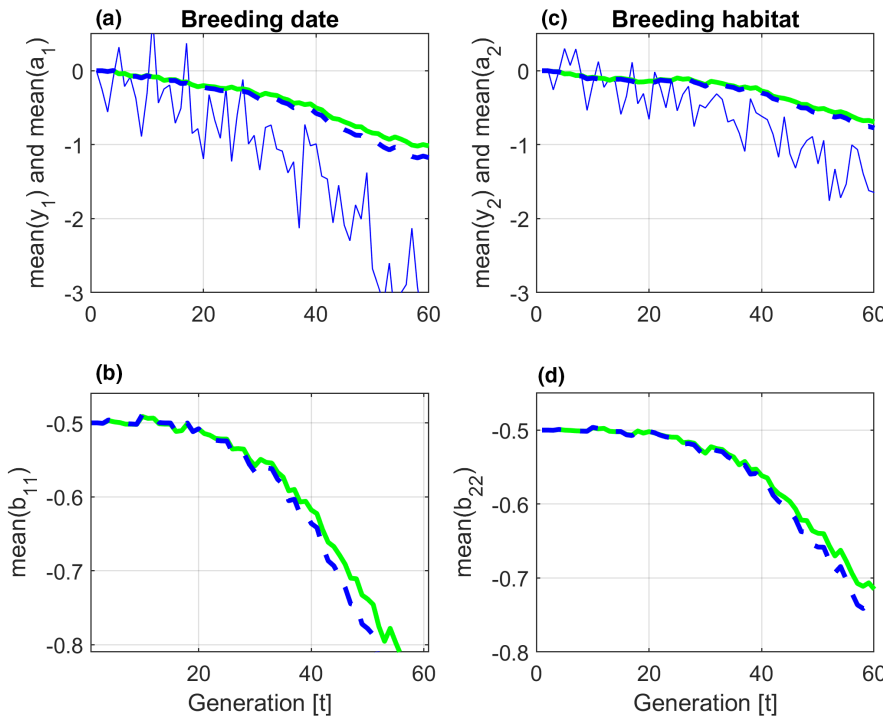 (a) Breeding date
mean(y1) and mean(a1)
0
-1
-2
-3
0 20 40 60
(c) Breeding habitat
mean(y2) and mean(a2)
0
-1
-2
-3
0 20 40 60
(b)
mean(b11)
-0.5
-0.6
-0.7
-0.8
20 40 60
Generation [t]
(d)
mean(b22)
-0.5
-0.6
-0.7
-0.8
0 20 40 60
Generation [t]